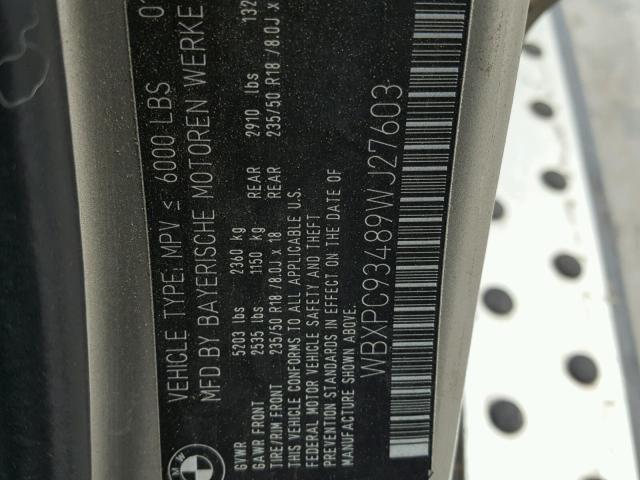 VEHICLE TYPE: MPV ≤ 6000 LBS 01
MFD BY BAYERISCHE MOTOREN WERKE
GVWR 5203 lbs 2360 kg
GAWR FRONT 2535 lbs 1150 kg REAR 2910 lbs 132
TIRE/RIM FRONT 235/50 R18 /8.0J x 18 REAR 235/50 R18 /8.0J x
THIS VEHICLE CONFORMS TO ALL APPLICABLE U.S.
FEDERAL MOTOR VEHICLE SAFETY AND THEFT
PREVENTION STANDARDS IN EFFECT ON THE DATE OF
MANUFACTURE SHOWN ABOVE.
WBXPC93489WJ27603
BMW